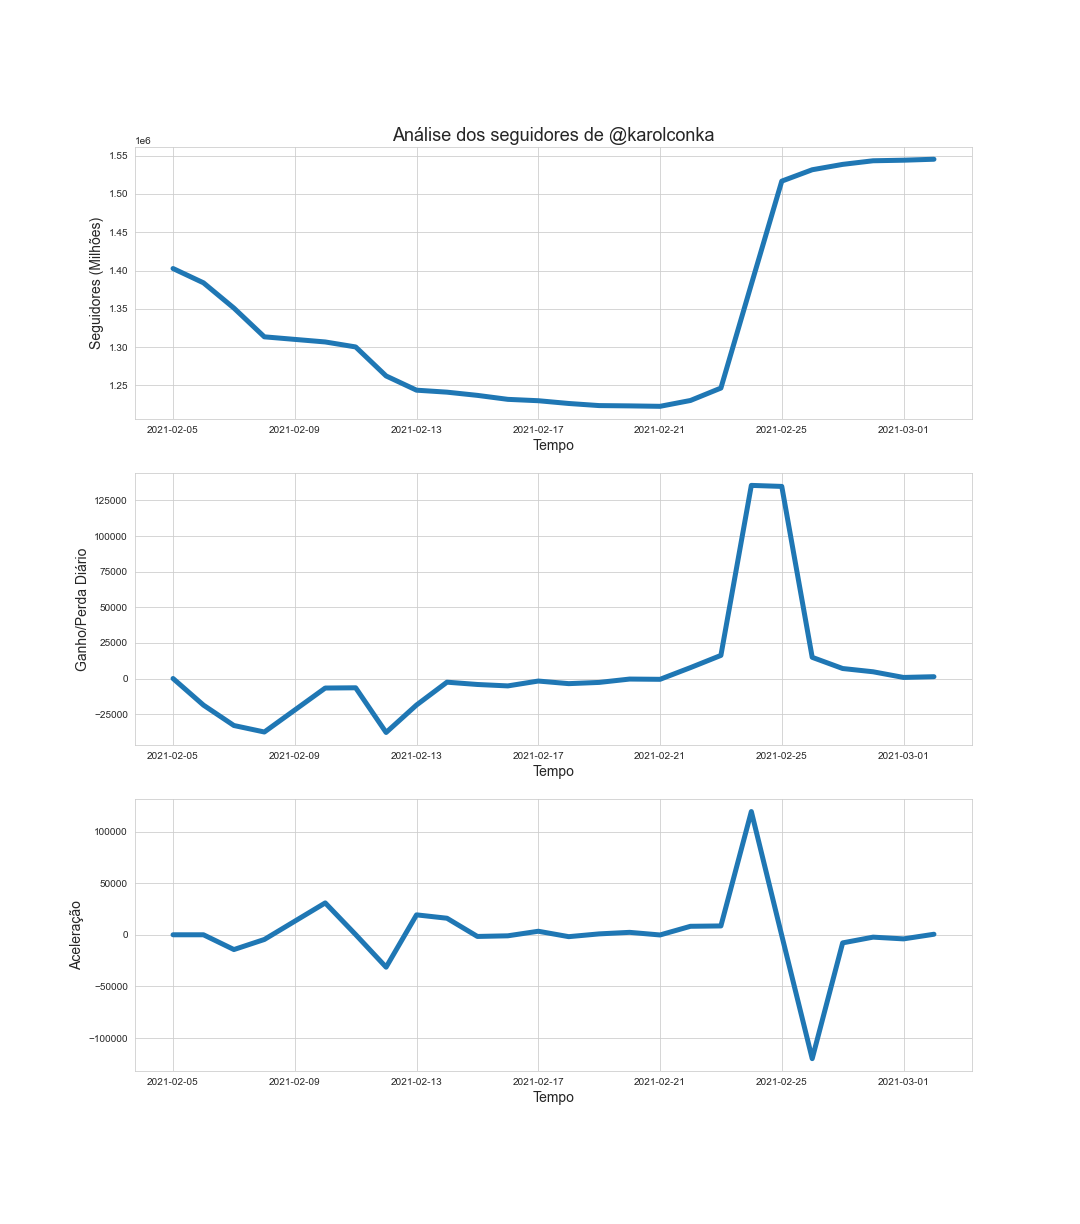 Análise dos seguidores de @karolconka
1e6
1.55
1.50
1.45
1.40
1.35
1.30
1.25
Seguidores (Milhões)
2021-02-05 2021-02-09 2021-02-13 2021-02-17 2021-02-21 2021-02-25 2021-03-01
Tempo
125000
100000
75000
50000
25000
0
−25000
Ganho/Perda Diário
2021-02-05 2021-02-09 2021-02-13 2021-02-17 2021-02-21 2021-02-25 2021-03-01
Tempo
100000
50000
0
−50000
−100000
Aceleração
2021-02-05 2021-02-09 2021-02-13 2021-02-17 2021-02-21 2021-02-25 2021-03-01
Tempo